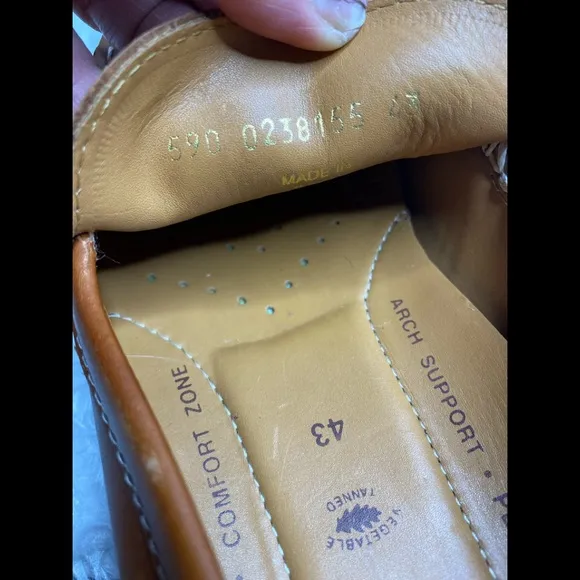 590 0238155 43
MADE IN
COMFORT ZONE
43
VEGETABLE
TANNED
ARCH SUPPORT •